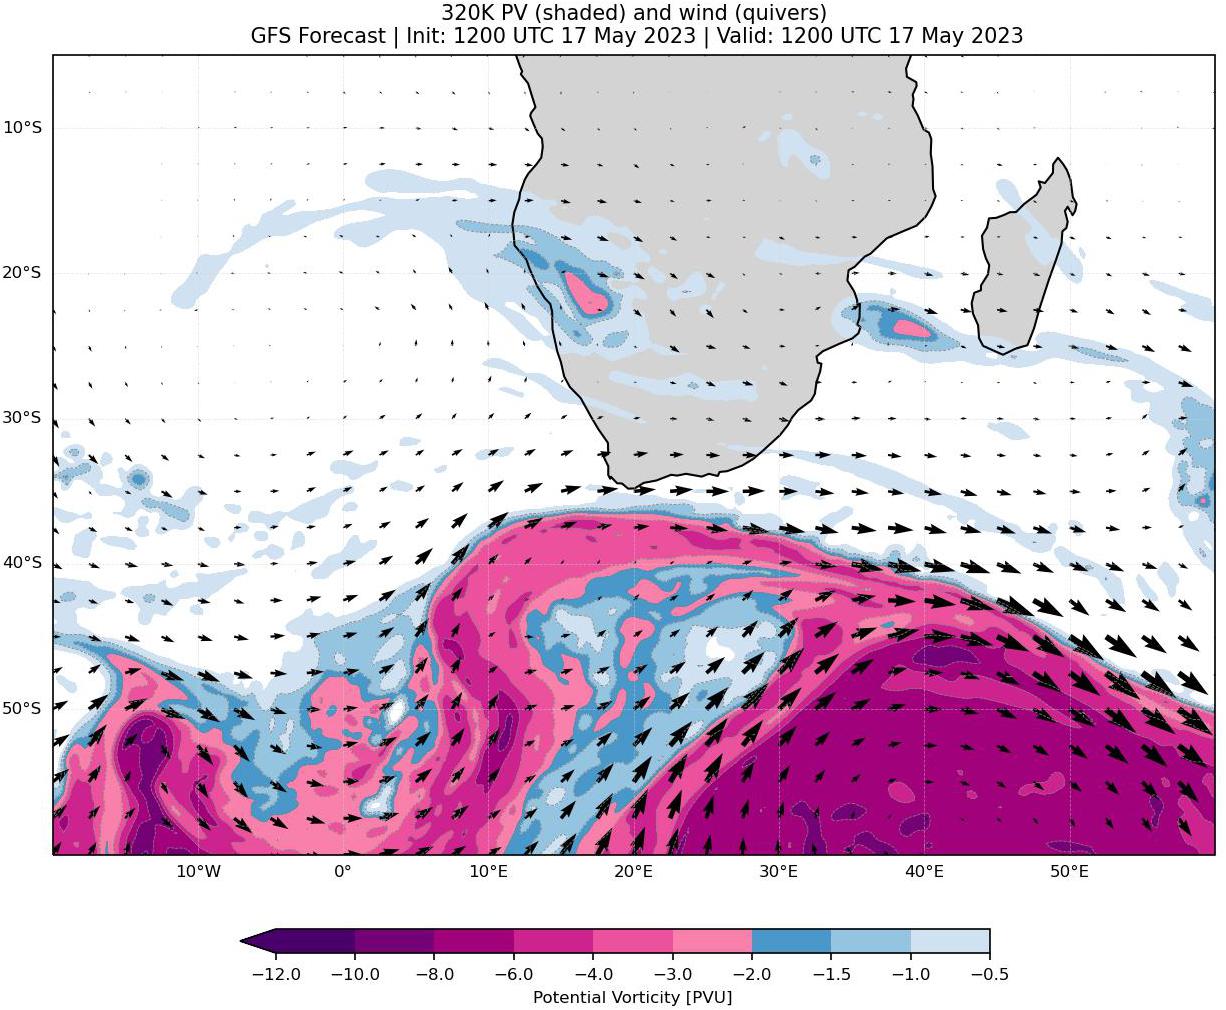 320K PV (shaded) and wind (quivers)
GFS Forecast | Init: 1200 UTC 17 May 2023 | Valid: 1200 UTC 17 May 2023
10°S
20°S
30°S
40°S
50°S
10°W 0° 10°E 20°E 30°E 40°E 50°E
−12.0 −10.0 −8.0 −6.0 −4.0 −3.0 −2.0 −1.5 −1.0 −0.5
Potential Vorticity [PVU]